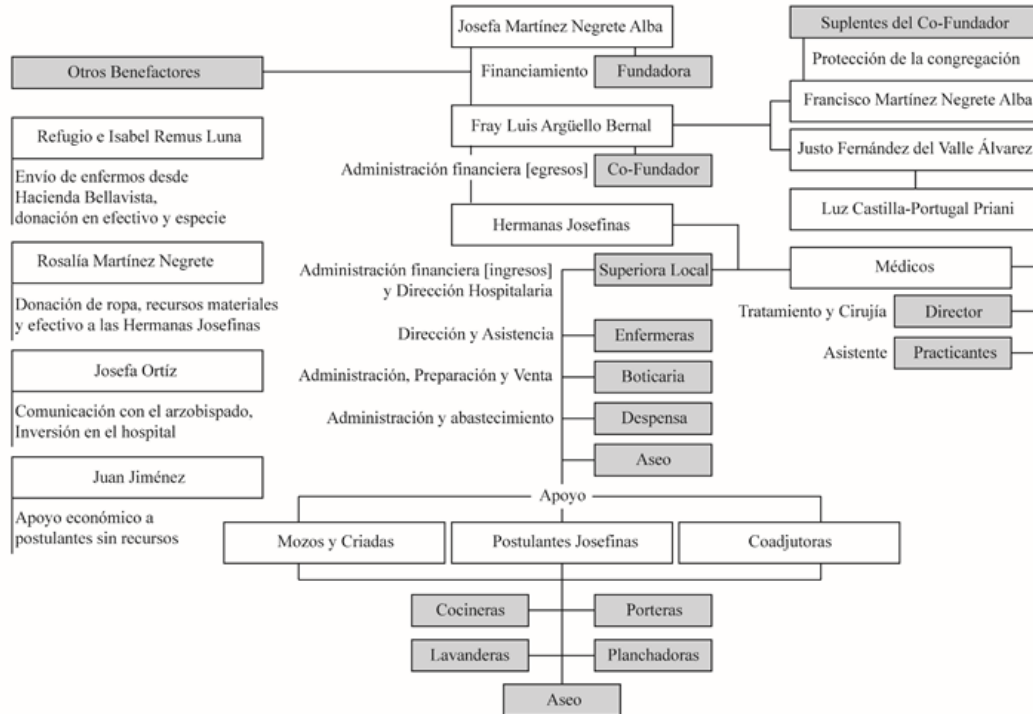 Josefa Martínez Negrete Alba
Financiamiento
Fundadora
Fray Luis Argüello Bernal
Administración financiera [egresos]
Co-Fundador
Hermanas Josefinas
Otros Benefactores
Refugio e Isabel Remus Luna
Envío de enfermos desde
Hacienda Bellavista,
donación en efectivo y especie
Rosalía Martínez Negrete
Donación de ropa, recursos materiales
y efectivo a las Hermanas Josefinas
Josefa Ortíz
Comunicación con el arzobispado,
Inversión en el hospital
Juan Jiménez
Apoyo económico a
postulantes sin recursos
Suplentes del Co-Fundador
Protección de la congregación
Francisco Martínez Negrete Alba
Justo Fernández del Valle Álvarez
Luz Castilla-Portugal Priani
Médicos
Tratamiento y Cirujía
Director
Asistente
Practicantes
Administración financiera [ingresos]
y Dirección Hospitalaria
Superiora Local
Dirección y Asistencia
Enfermeras
Administración, Preparación y Venta
Boticaria
Administración y abastecimiento
Despensa
Aseo
Apoyo
Mozos y Criadas
Postulantes Josefinas
Coadjutoras
Cocineras
Porteras
Lavanderas
Planchadoras
Aseo